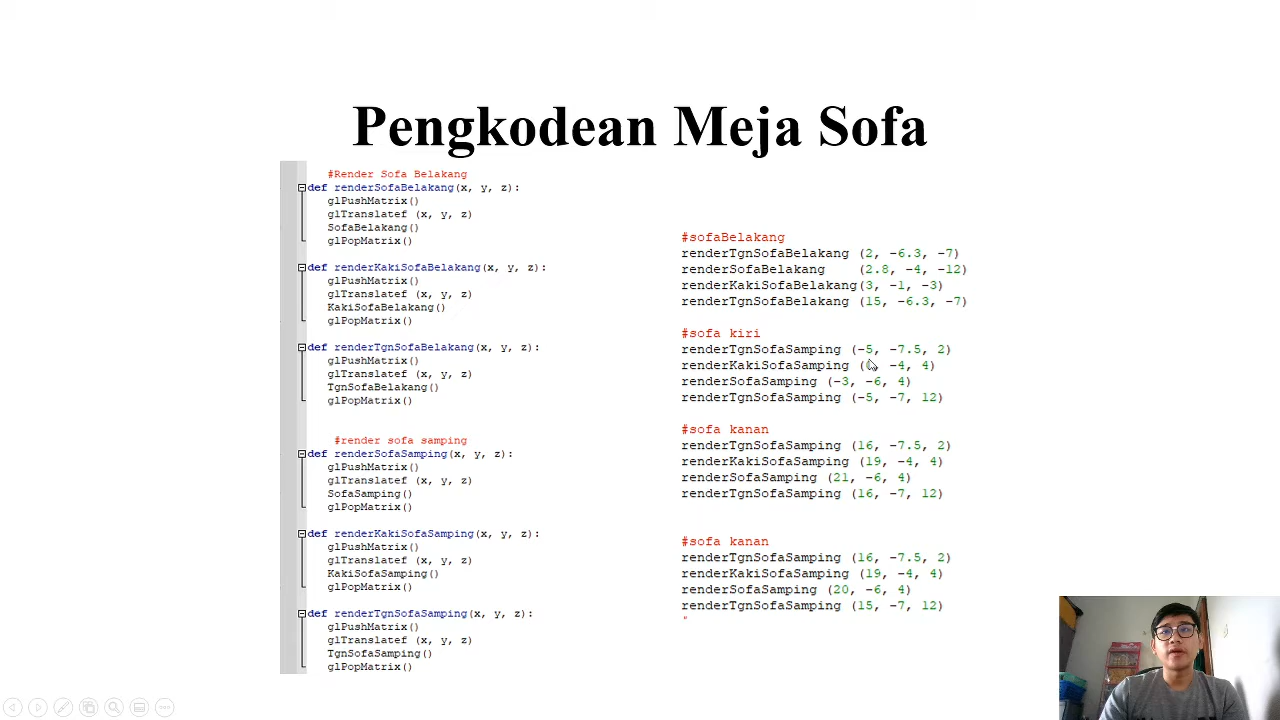 Pengkodean Meja Sofa
#Render Sofa Belakang
def renderSofaBelakang(x, y, z):
glPushMatrix()
glTranslatef (x, y, z)
SofaBelakang()
glPopMatrix()
def renderKakiSofaBelakang(x, y, z):
glPushMatrix()
glTranslatef (x, y, z)
KakiSofaBelakang()
glPopMatrix()
def renderTgnSofaBelakang(x, y, z):
glPushMatrix()
glTranslatef (x, y, z)
TgnSofaBelakang()
glPopMatrix()
#render sofa samping
def renderSofaSamping(x, y, z):
glPushMatrix()
glTranslatef (x, y, z)
SofaSamping()
glPopMatrix()
def renderKakiSofaSamping(x, y, z):
glPushMatrix()
glTranslatef (x, y, z)
KakiSofaSamping()
glPopMatrix()
def renderTgnSofaSamping(x, y, z):
glPushMatrix()
glTranslatef (x, y, z)
TgnSofaSamping()
glPopMatrix()
#sofaBelakang
renderTgnSofaBelakang (2, -6.3, -7)
renderSofaBelakang (2.8, -4, -12)
renderKakiSofaBelakang(3, -1, -3)
renderTgnSofaBelakang (15, -6.3, -7)
#sofa kiri
renderTgnSofaSamping (-5, -7.5, 2)
renderKakiSofaSamping ( , -4, 4)
renderSofaSamping (-3, -6, 4)
renderTgnSofaSamping (-5, -7, 12)
#sofa kanan
renderTgnSofaSamping (16, -7.5, 2)
renderKakiSofaSamping (19, -4, 4)
renderSofaSamping (21, -6, 4)
renderTgnSofaSamping (16, -7, 12)
#sofa kanan
renderTgnSofaSamping (16, -7.5, 2)
renderKakiSofaSamping (19, -4, 4)
renderSofaSamping (20, -6, 4)
renderTgnSofaSamping (15, -7, 12)
"